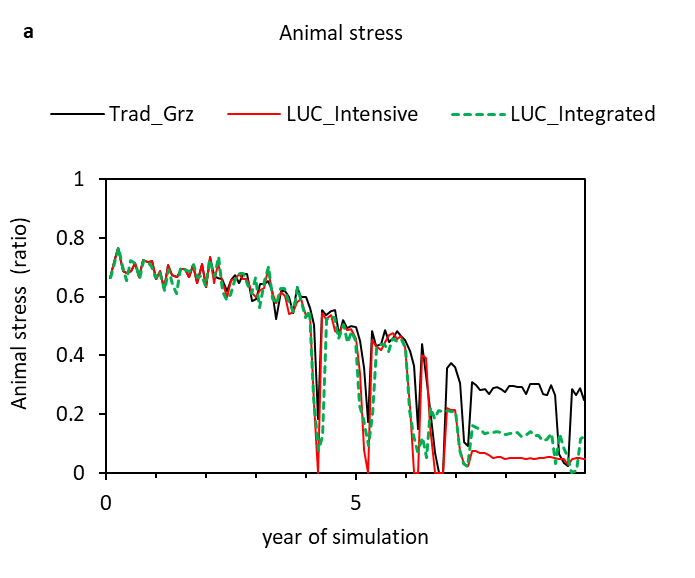 a
Animal stress
Trad_Grz LUC_Intensive LUC_Integrated
Animal stress (ratio)
1
0.8
0.6
0.4
0.2
0
0 5
year of simulation